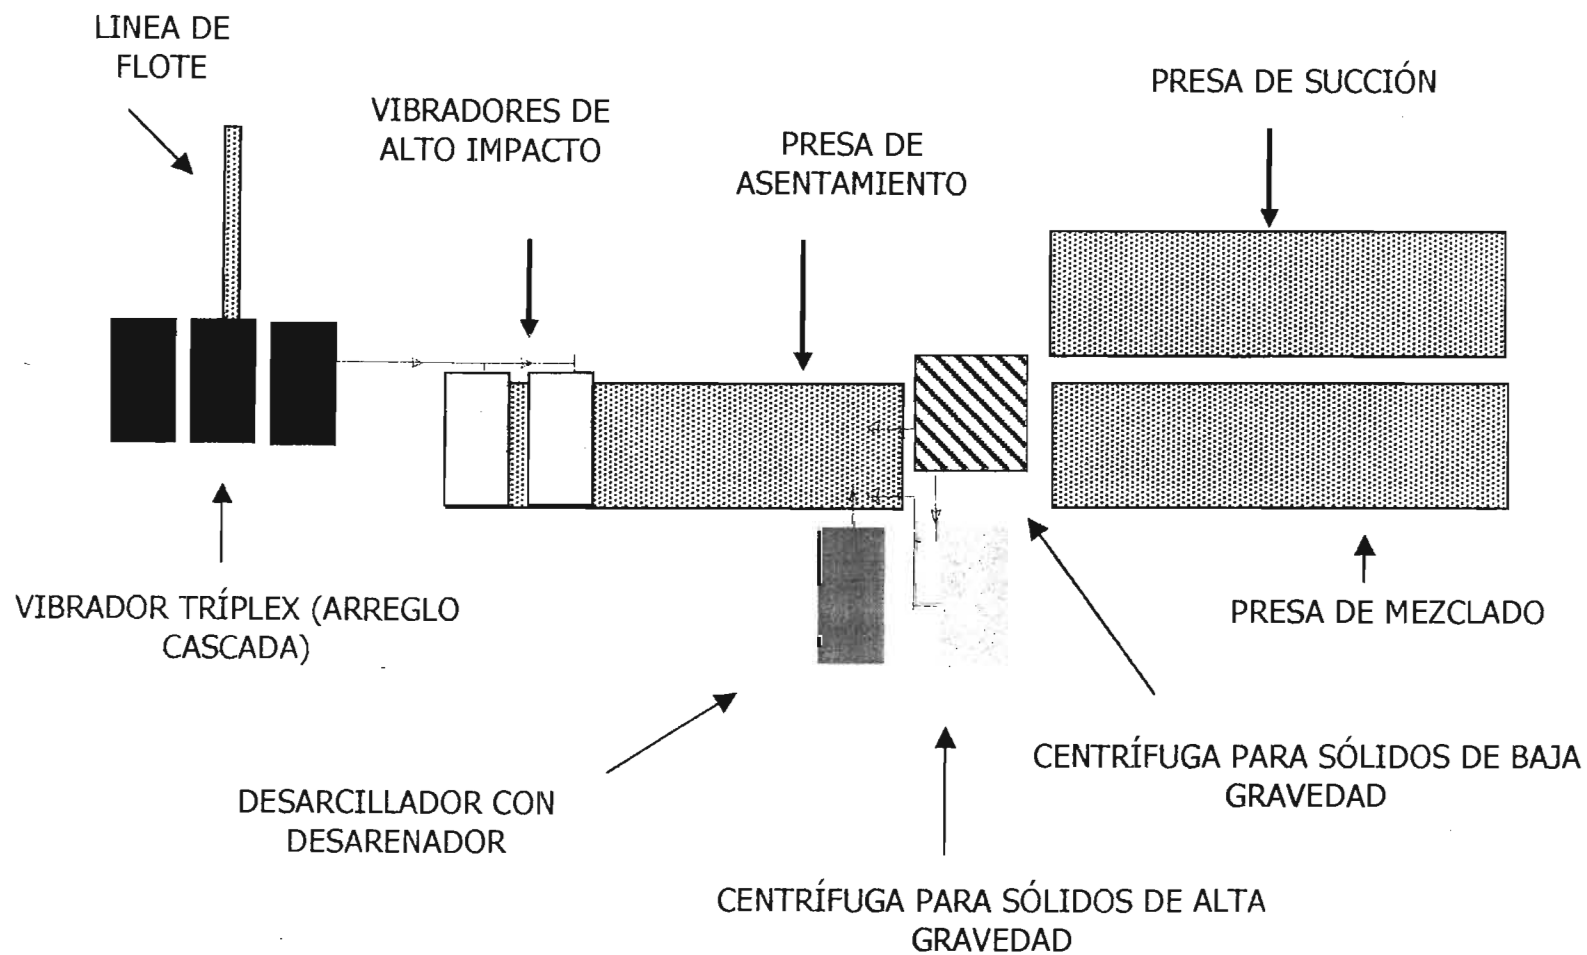 LINEA DE
FLOTE
VIBRADORES DE
ALTO IMPACTO
PRESA DE
ASENTAMIENTO
PRESA DE SUCCIÓN
VIBRADOR TRÍPLEX (ARREGLO
CASCADA)
PRESA DE MEZCLADO
DESARCILLADOR CON
DESARENADOR
CENTRÍFUGA PARA SÓLIDOS DE BAJA
GRAVEDAD
CENTRÍFUGA PARA SÓLIDOS DE ALTA
GRAVEDAD